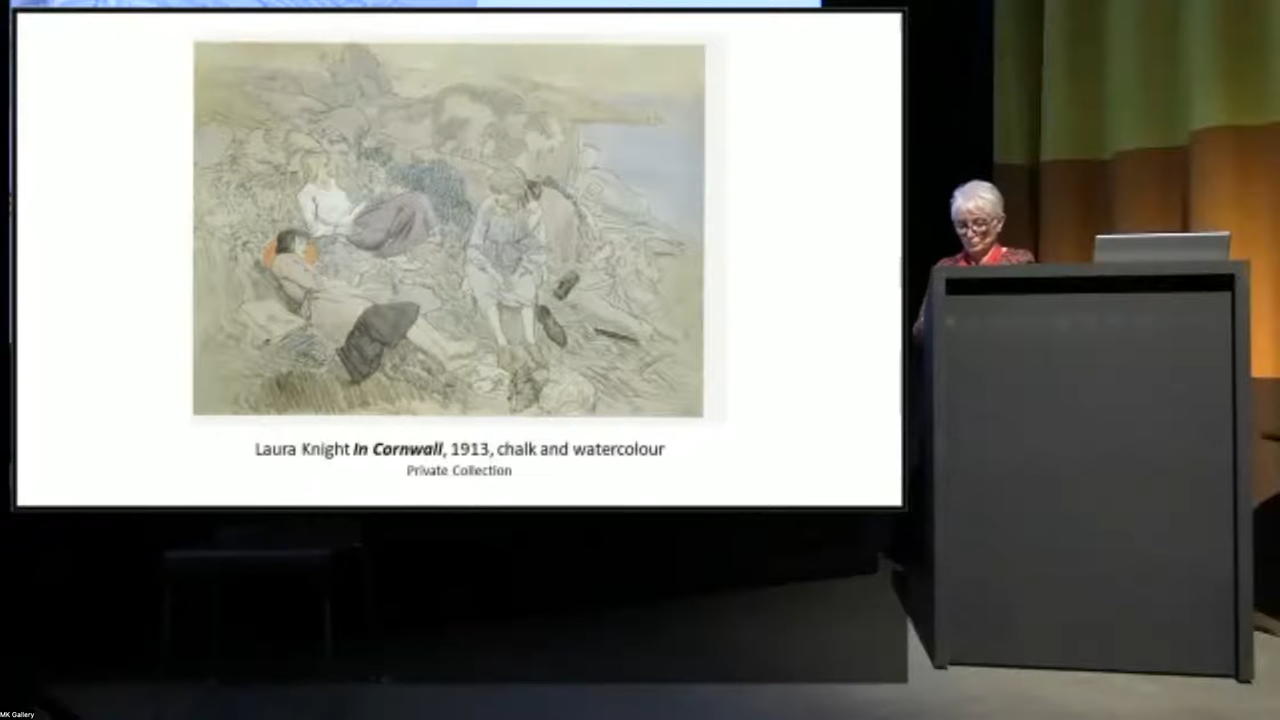 Laura Knight In Cornwall, 1913, chalk and watercolour
Private Collection
MK Gallery